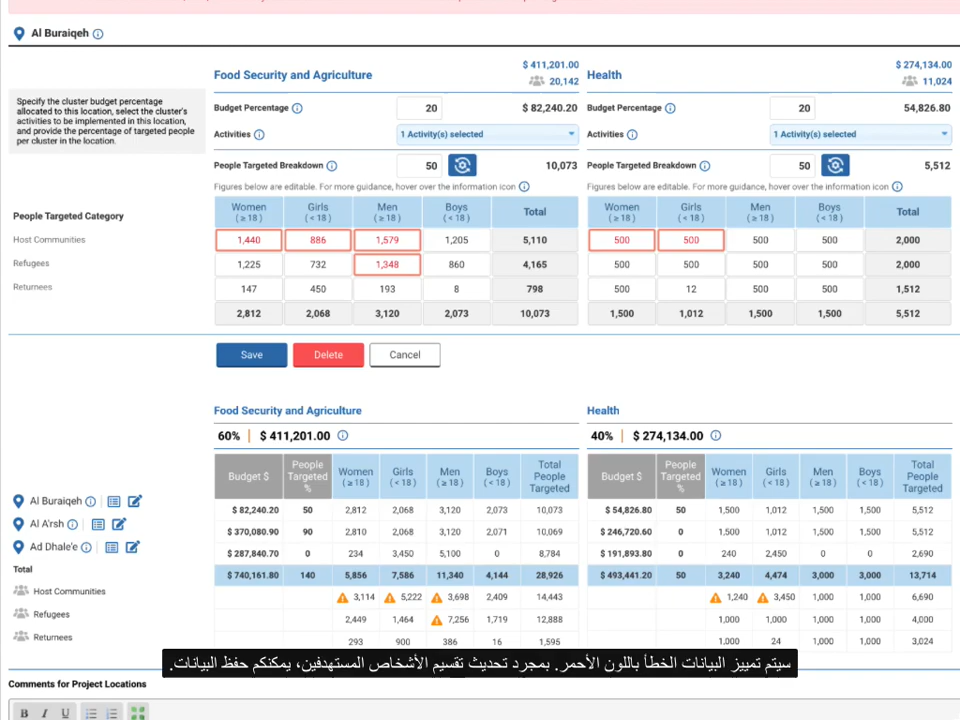 Al Buraiqeh
Specify the cluster budget percentage
allocated to this location, select the cluster's
activities to be implemented in this location,
and provide the percentage of targeted people
per cluster in the location.
Food Security and Agriculture
$ 411,201.00
20,142
Health
$ 274,134.00
11,024
Budget Percentage 20 $ 82,240.20
Budget Percentage 20 54,826.80
Activities 1 Activity(s) selected
Activities 1 Activity(s) selected
People Targeted Breakdown 50 10,073
People Targeted Breakdown 50 5,512
Figures below are editable. For more guidance, hover over the information icon
Figures below are editable. For more guidance, hover over the information icon
People Targeted Category
Women (≥ 18) Girls (< 18) Men (≥ 18) Boys (< 18) Total
Women (≥ 18) Girls (< 18) Men (≥ 18) Boys (< 18) Total
Host Communities 1,440 886 1,579 1,205 5,110 500 500 500 500 2,000
Refugees 1,225 732 1,348 860 4,165 500 500 500 500 2,000
Returnees 147 450 193 8 798 500 12 500 500 1,512
2,812 2,068 3,120 2,073 10,073 1,500 1,012 1,500 1,500 5,512
Save Delete Cancel
Food Security and Agriculture
Health
60% | $ 411,201.00
40% | $ 274,134.00
Budget $ People Targeted % Women (≥ 18) Girls (< 18) Men (≥ 18) Boys (< 18) Total People Targeted
Budget $ People Targeted % Women (≥ 18) Girls (< 18) Men (≥ 18) Boys (< 18) Total People Targeted
Al Buraiqeh $ 82,240.20 50 2,812 2,068 3,120 2,073 10,073 $ 54,826.80 50 1,500 1,012 1,500 1,500 5,512
Al A'rsh $ 370,080.90 90 2,810 2,068 3,120 2,071 10,069 $ 246,720.60 0 1,500 1,012 1,500 1,500 5,512
Ad Dhale'e $ 287,840.70 0 234 3,450 5,100 0 8,784 $ 191,893.80 0 240 2,450 0 0 2,690
Total $ 740,161.80 140 5,856 7,586 11,340 4,144 28,926 $ 493,441.20 50 3,240 4,474 3,000 3,000 13,714
Host Communities 3,114 5,222 3,698 2,409 14,443 1,240 3,450 1,000 1,000 6,690
Refugees 2,449 1,464 7,256 1,719 12,888 1,000 1,000 1,000 1,000 4,000
Returnees 293 900 386 16 1,595 1,000 24 1,000 1,000 3,024
سيتم تمييز البيانات الخطأ باللون الأحمر. بمجرد تحديث تقسيم الأشخاص المستهدفين، يمكنكم حفظ البيانات.
Comments for Project Locations
B I U